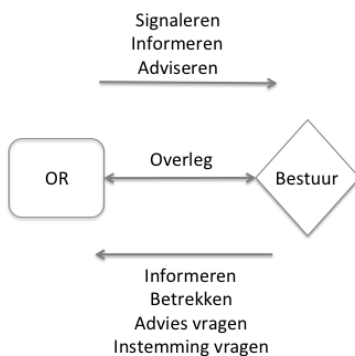 Signaleren
Informeren
Adviseren
OR
Overleg
Bestuur
Informeren
Betrekken
Advies vragen
Instemming vragen